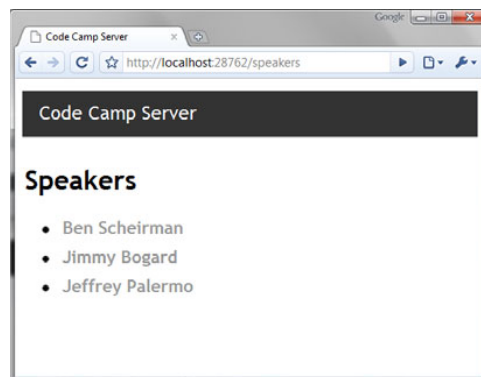 Google
Code Camp Server
http://localhost:28762/speakers
Code Camp Server
Speakers
Ben Scheirman
Jimmy Bogard
Jeffrey Palermo